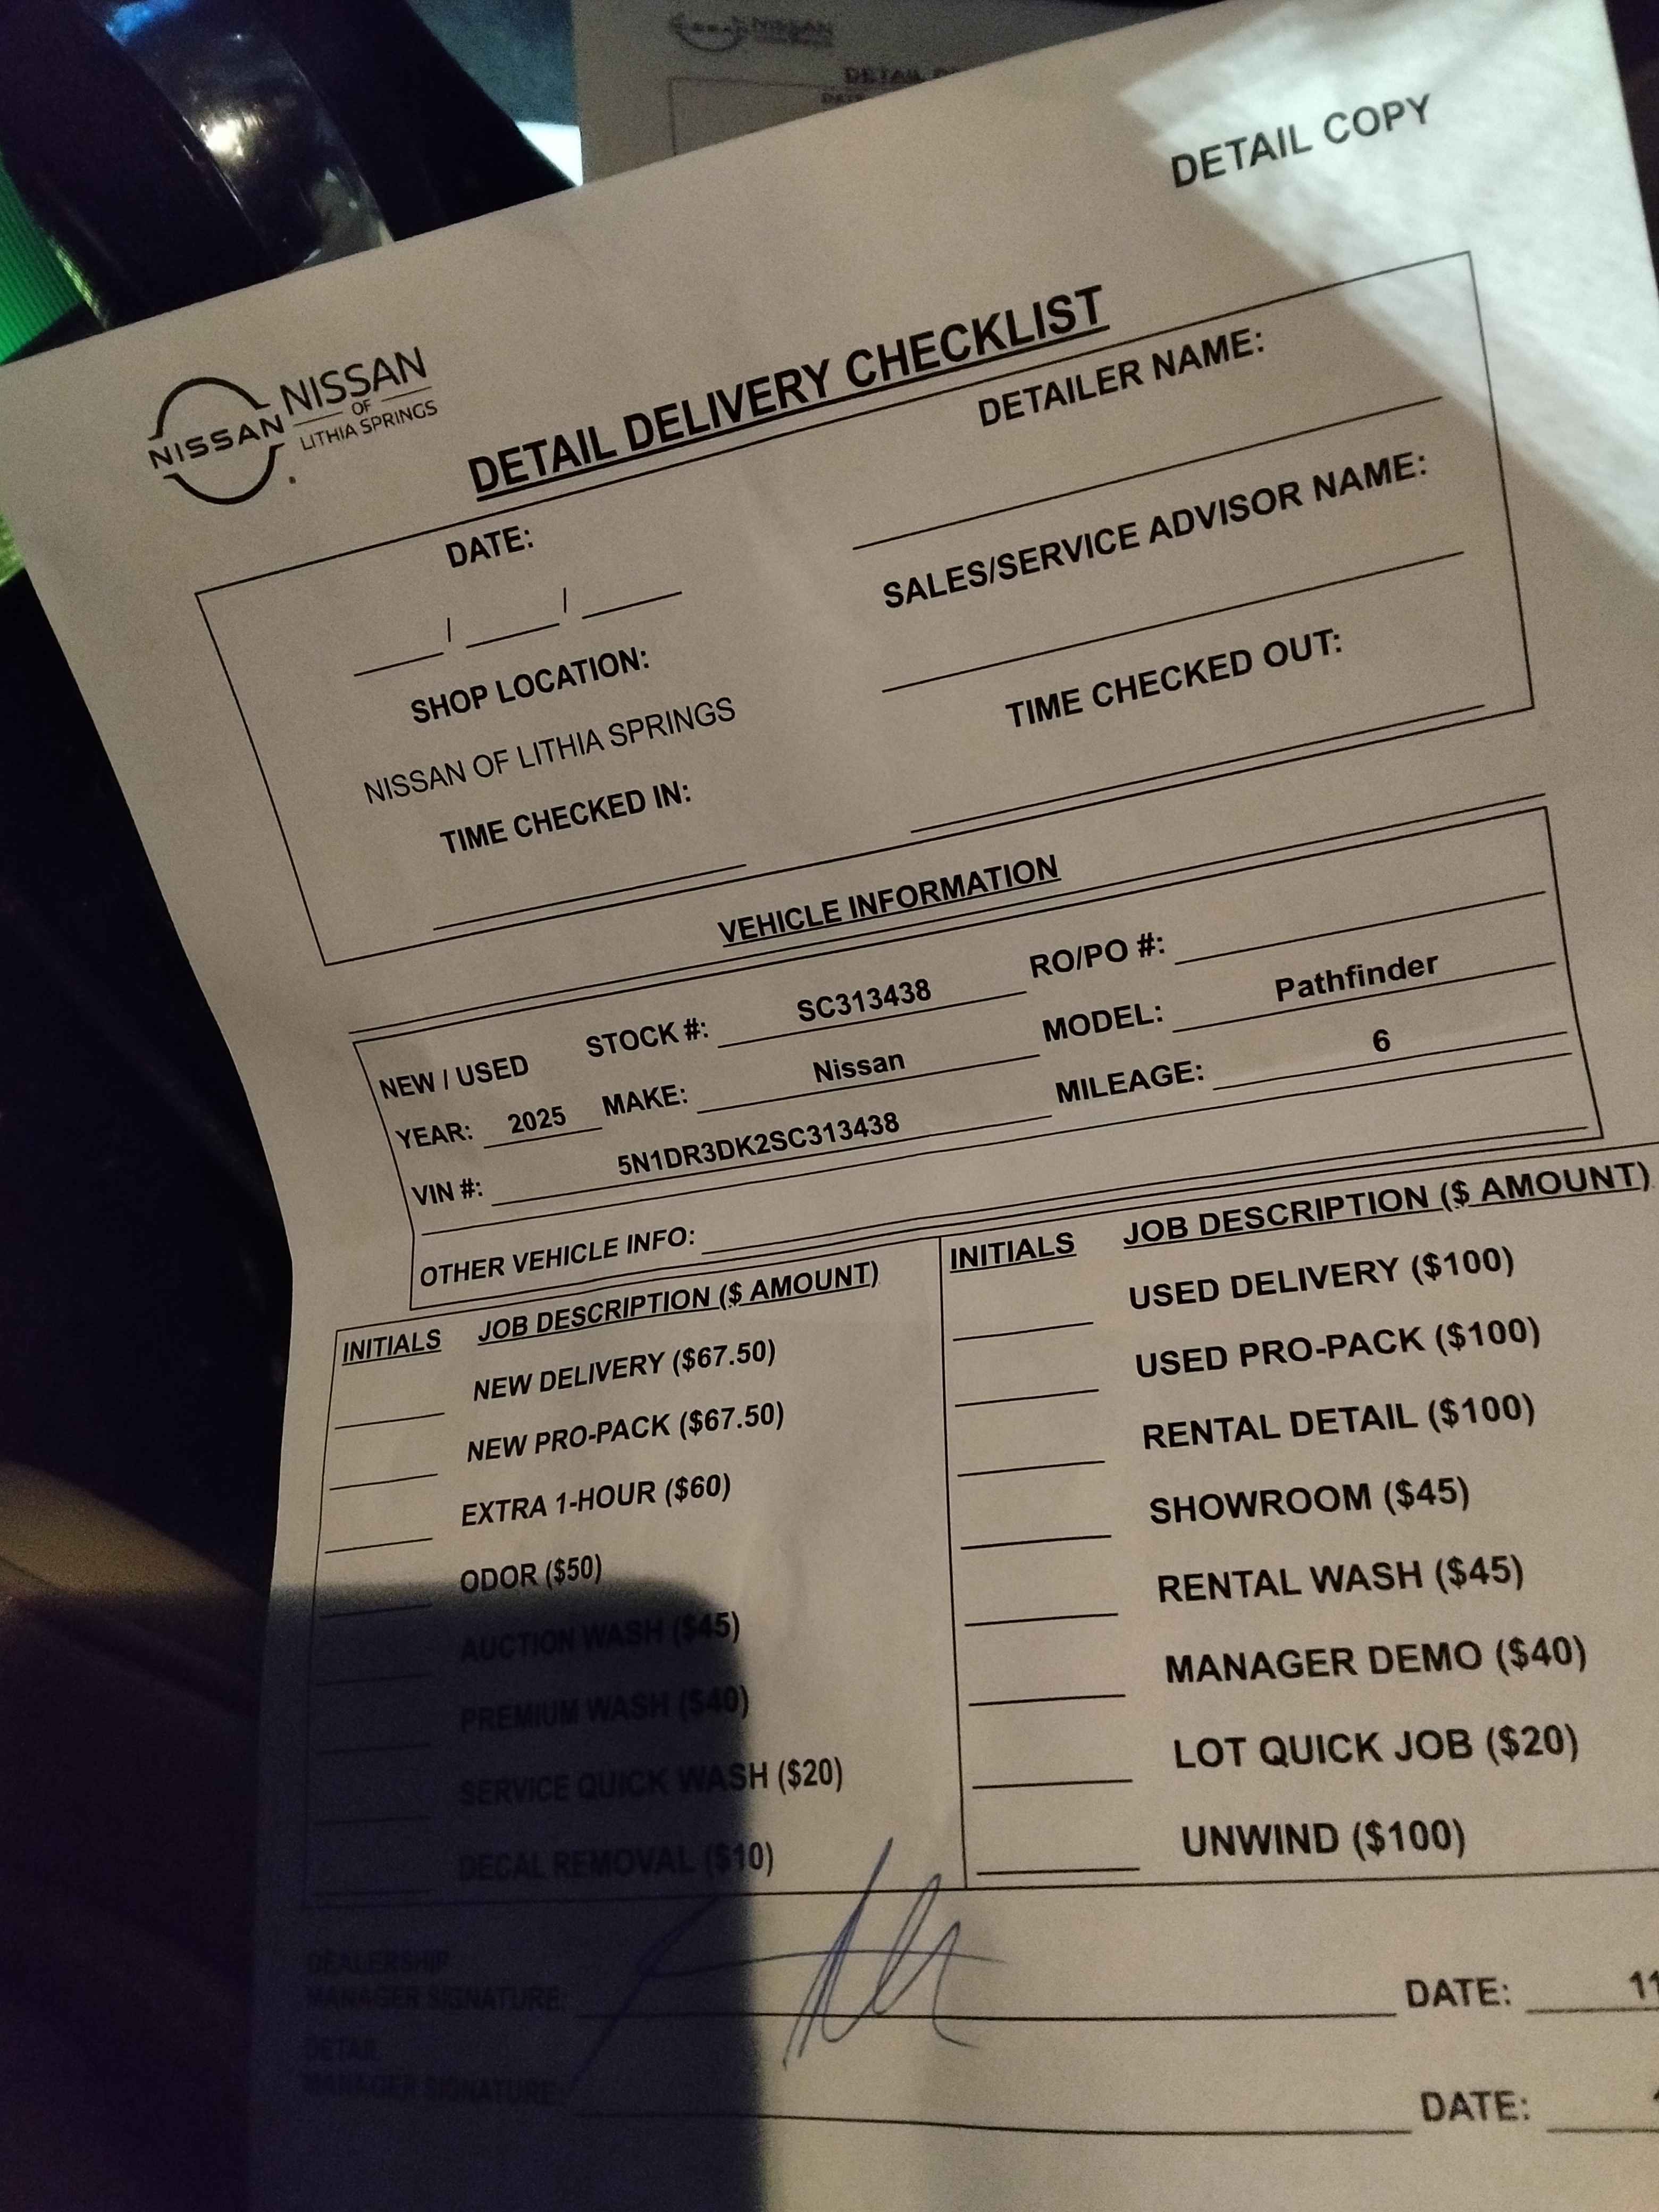 NISSAN
DETAIL COPY
NISSAN
NISSAN
OF
LITHIA SPRINGS
DETAIL DELIVERY CHECKLIST
DATE:
/ /
DETAILER NAME:
SHOP LOCATION:
NISSAN OF LITHIA SPRINGS
SALES/SERVICE ADVISOR NAME:
TIME CHECKED IN:
TIME CHECKED OUT:
VEHICLE INFORMATION
NEW / USED STOCK #: SC313438 RO/PO #:
YEAR: 2025 MAKE: Nissan MODEL: Pathfinder
VIN #: 5N1DR3DK2SC313438 MILEAGE: 6
OTHER VEHICLE INFO:
INITIALS JOB DESCRIPTION ($ AMOUNT)
NEW DELIVERY ($67.50)
NEW PRO-PACK ($67.50)
EXTRA 1-HOUR ($60)
ODOR ($50)
AUCTION WASH ($45)
PREMIUM WASH ($40)
SERVICE QUICK WASH ($20)
DECAL REMOVAL ($10)
INITIALS JOB DESCRIPTION ($ AMOUNT)
USED DELIVERY ($100)
USED PRO-PACK ($100)
RENTAL DETAIL ($100)
SHOWROOM ($45)
RENTAL WASH ($45)
MANAGER DEMO ($40)
LOT QUICK JOB ($20)
UNWIND ($100)
DEALERSHIP
MANAGER SIGNATURE: DATE: 11
DETAIL
MANAGER SIGNATURE: DATE: